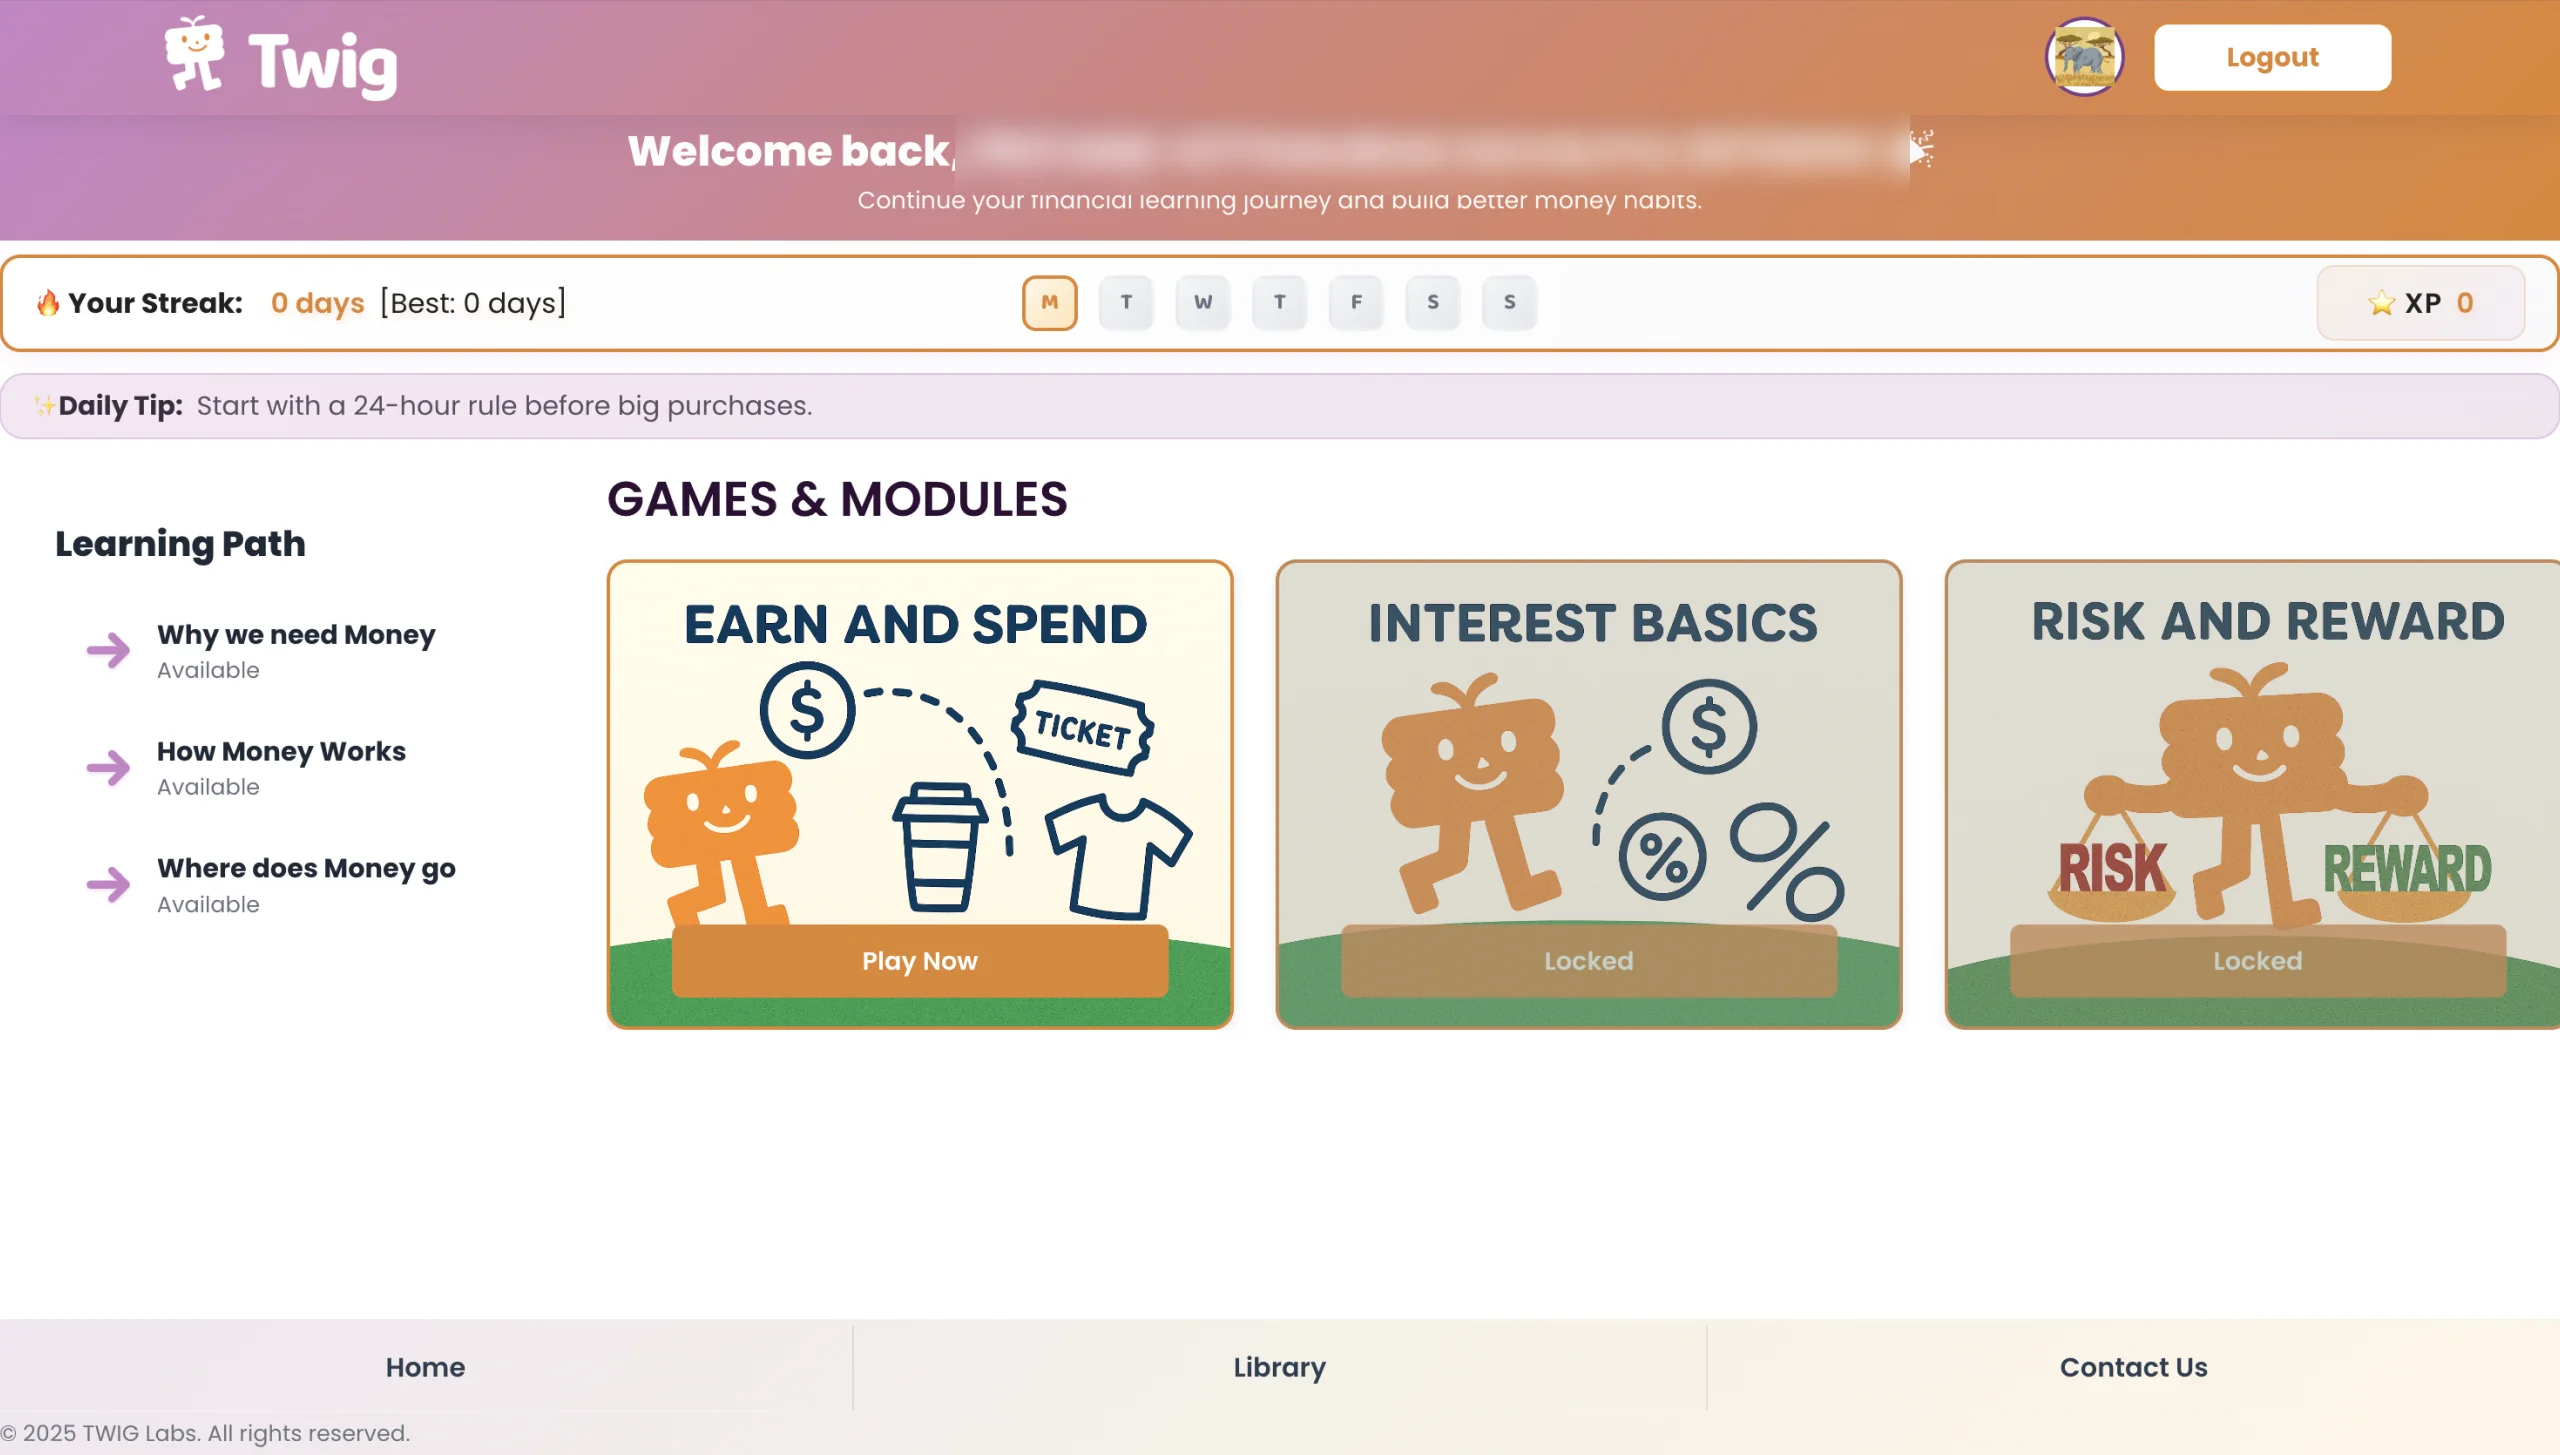 Twig
Logout
Welcome back,
Continue your financial learning journey and build better money habits.
Your Streak: 0 days [Best: 0 days]
M T W T F S S
XP 0
Daily Tip: Start with a 24-hour rule before big purchases.
GAMES & MODULES
Learning Path
Why we need Money
Available
How Money Works
Available
Where does Money go
Available
EARN AND SPEND
$
TICKET
Play Now
INTEREST BASICS
$
%
%
Locked
RISK AND REWARD
RISK
REWARD
Locked
Home
Library
Contact Us
© 2025 TWIG Labs. All rights reserved.